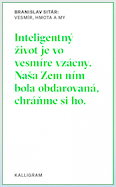 BRANISLAV SITÁR:
VESMÍR, HMOTA A MY
Inteligentný
život je vo
vesmíre vzácny.
Naša Zem ním
bola obdarovaná,
chráňme si ho.
KALLIGRAM